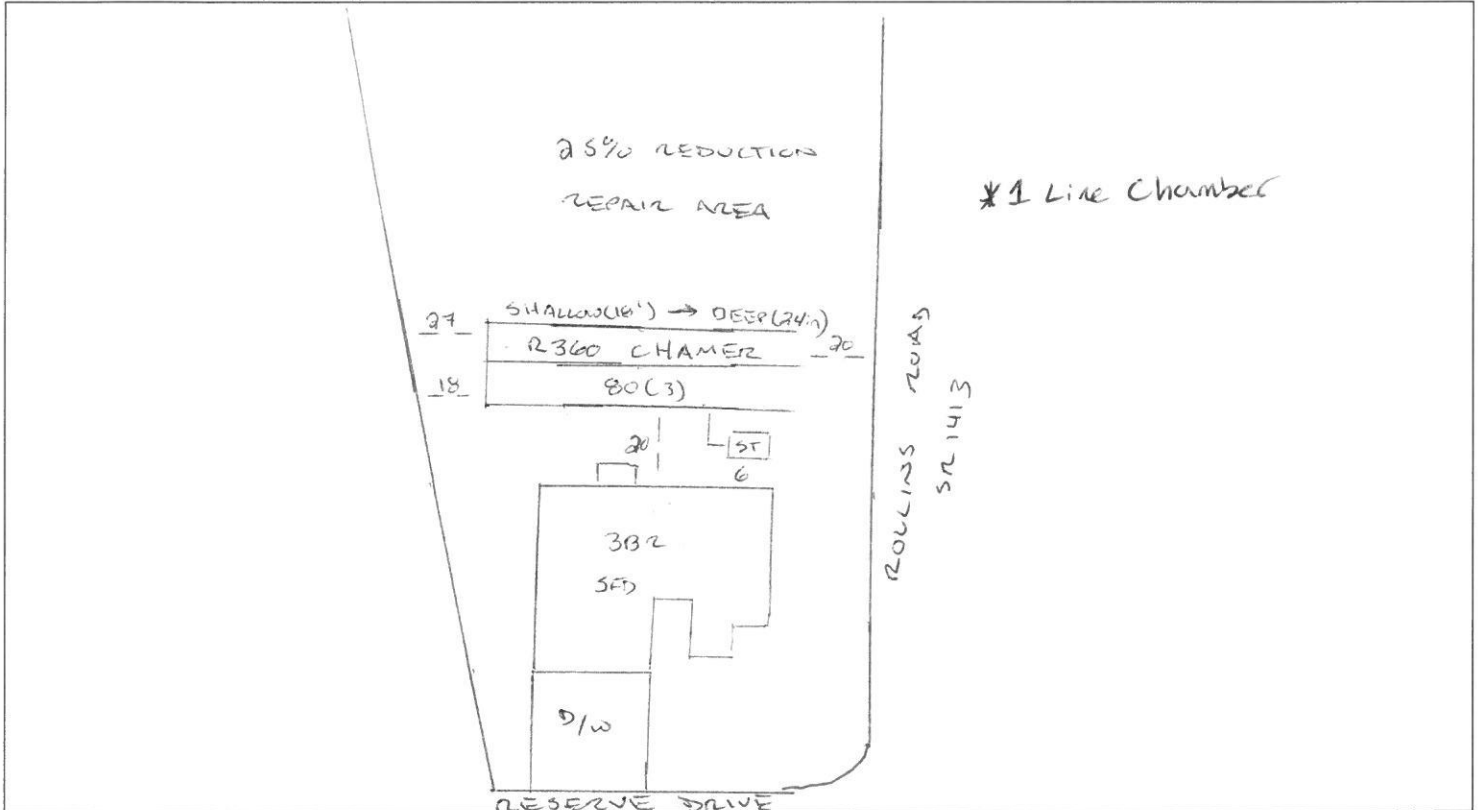 25% REDUCTION
REPAIR AREA
*1 Line Chamber
27
SHALLOW(18") → DEEP(24in)
R360 CHAMER
20
18
80(3)
20
ST
6
3BR
SFD
D/W
ROLLINS ROAD
SR 1413
RESERVE DRIVE